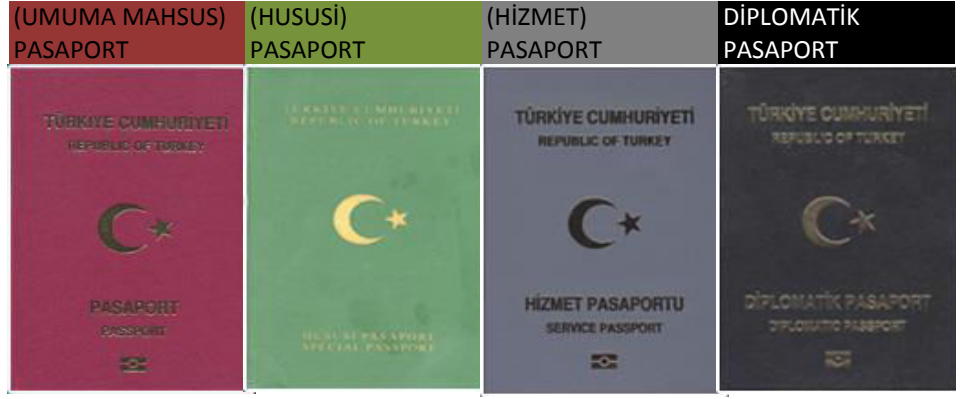 (UMUMA MAHSUS)
PASAPORT
(HUSUSİ)
PASAPORT
(HİZMET)
PASAPORT
DİPLOMATİK
PASAPORT
TÜRKİYE CUMHURİYETİ
REPUBLIC OF TURKEY
PASAPORT
PASSPORT
TÜRKİYE CUMHURİYETİ
REPUBLIC OF TURKEY
HUSUSİ PASAPORT
SPECIAL PASSPORT
TÜRKİYE CUMHURİYETİ
REPUBLIC OF TURKEY
HİZMET PASAPORTU
SERVICE PASSPORT
TÜRKİYE CUMHURİYETİ
REPUBLIC OF TURKEY
DİPLOMATİK PASAPORT
DIPLOMATIC PASSPORT